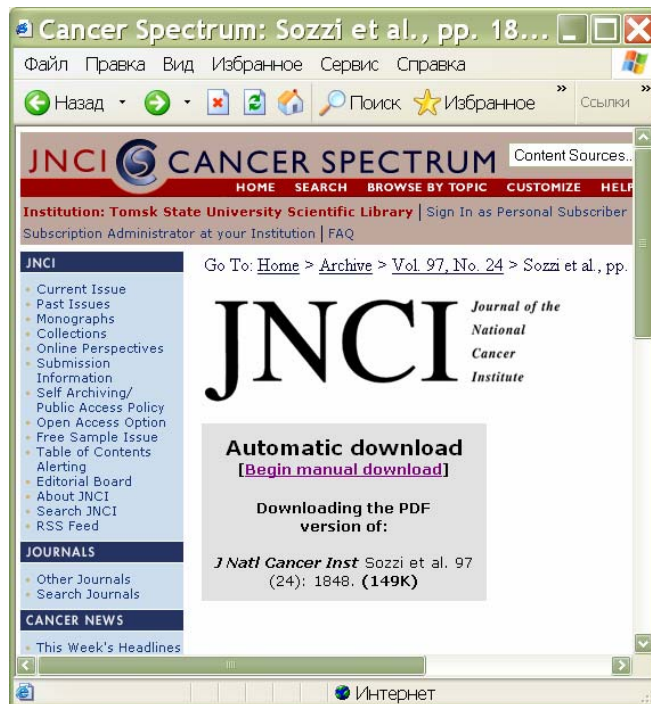 Cancer Spectrum: Sozzi et al., pp. 18...
Файл Правка Вид Избранное Сервис Справка
Назад Поиск Избранное » Ссылки »
JNCI CANCER SPECTRUM Content Sources..
HOME SEARCH BROWSE BY TOPIC CUSTOMIZE HELP
Institution: Tomsk State University Scientific Library | Sign In as Personal Subscriber
Subscription Administrator at your Institution | FAQ
JNCI
Current Issue
Past Issues
Monographs
Collections
Online Perspectives
Submission
Information
Self Archiving/
Public Access Policy
Open Access Option
Free Sample Issue
Table of Contents
Alerting
Editorial Board
About JNCI
Search JNCI
RSS Feed
JOURNALS
Other Journals
Search Journals
CANCER NEWS
This Week's Headlines
Go To: Home > Archive > Vol. 97, No. 24 > Sozzi et al., pp.
JNCI
Journal of the
National
Cancer
Institute
Automatic download
[Begin manual download]
Downloading the PDF
version of:
J Natl Cancer Inst Sozzi et al. 97
(24): 1848. (149K)
Интернет